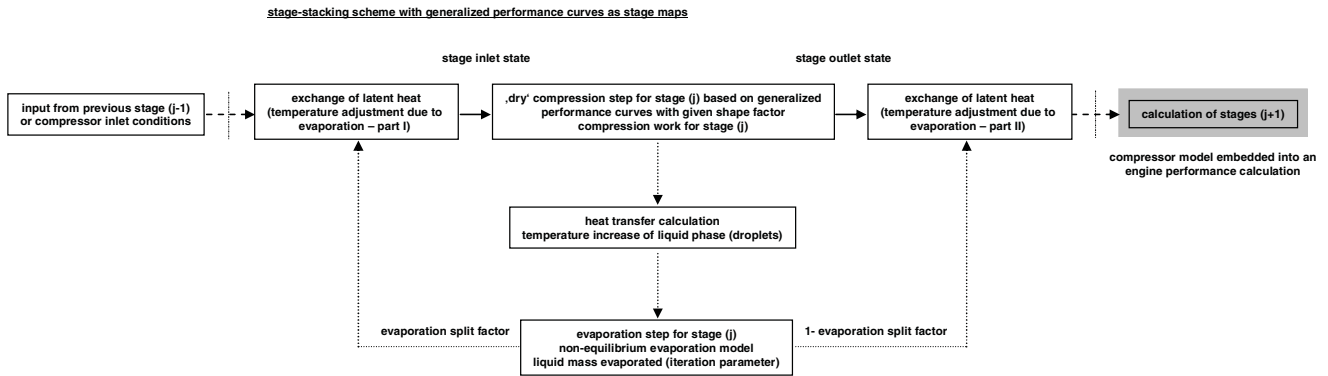 stage-stacking scheme with generalized performance curves as stage maps
stage inlet state
stage outlet state
input from previous stage (j-1)
or compressor inlet conditions
exchange of latent heat
(temperature adjustment due to
evaporation – part I)
‚dry‘ compression step for stage (j) based on generalized
performance curves with given shape factor
compression work for stage (j)
exchange of latent heat
(temperature adjustment due to
evaporation – part II)
calculation of stages (j+1)
compressor model embedded into an
engine performance calculation
heat transfer calculation
temperature increase of liquid phase (droplets)
evaporation split factor
1- evaporation split factor
evaporation step for stage (j)
non-equilibrium evaporation model
liquid mass evaporated (iteration parameter)